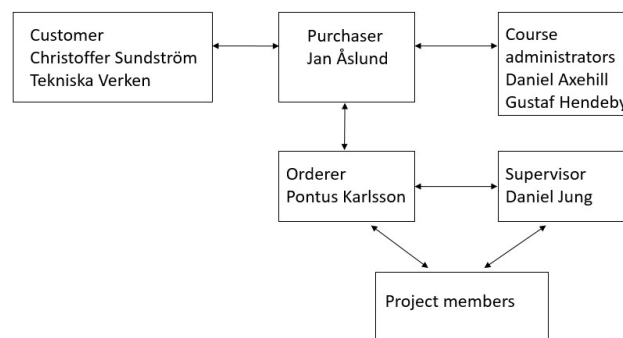 Customer
Christoffer Sundström
Tekniska Verken
Purchaser
Jan Åslund
Course
administrators
Daniel Axehill
Gustaf Hendeby
Orderer
Pontus Karlsson
Supervisor
Daniel Jung
Project members